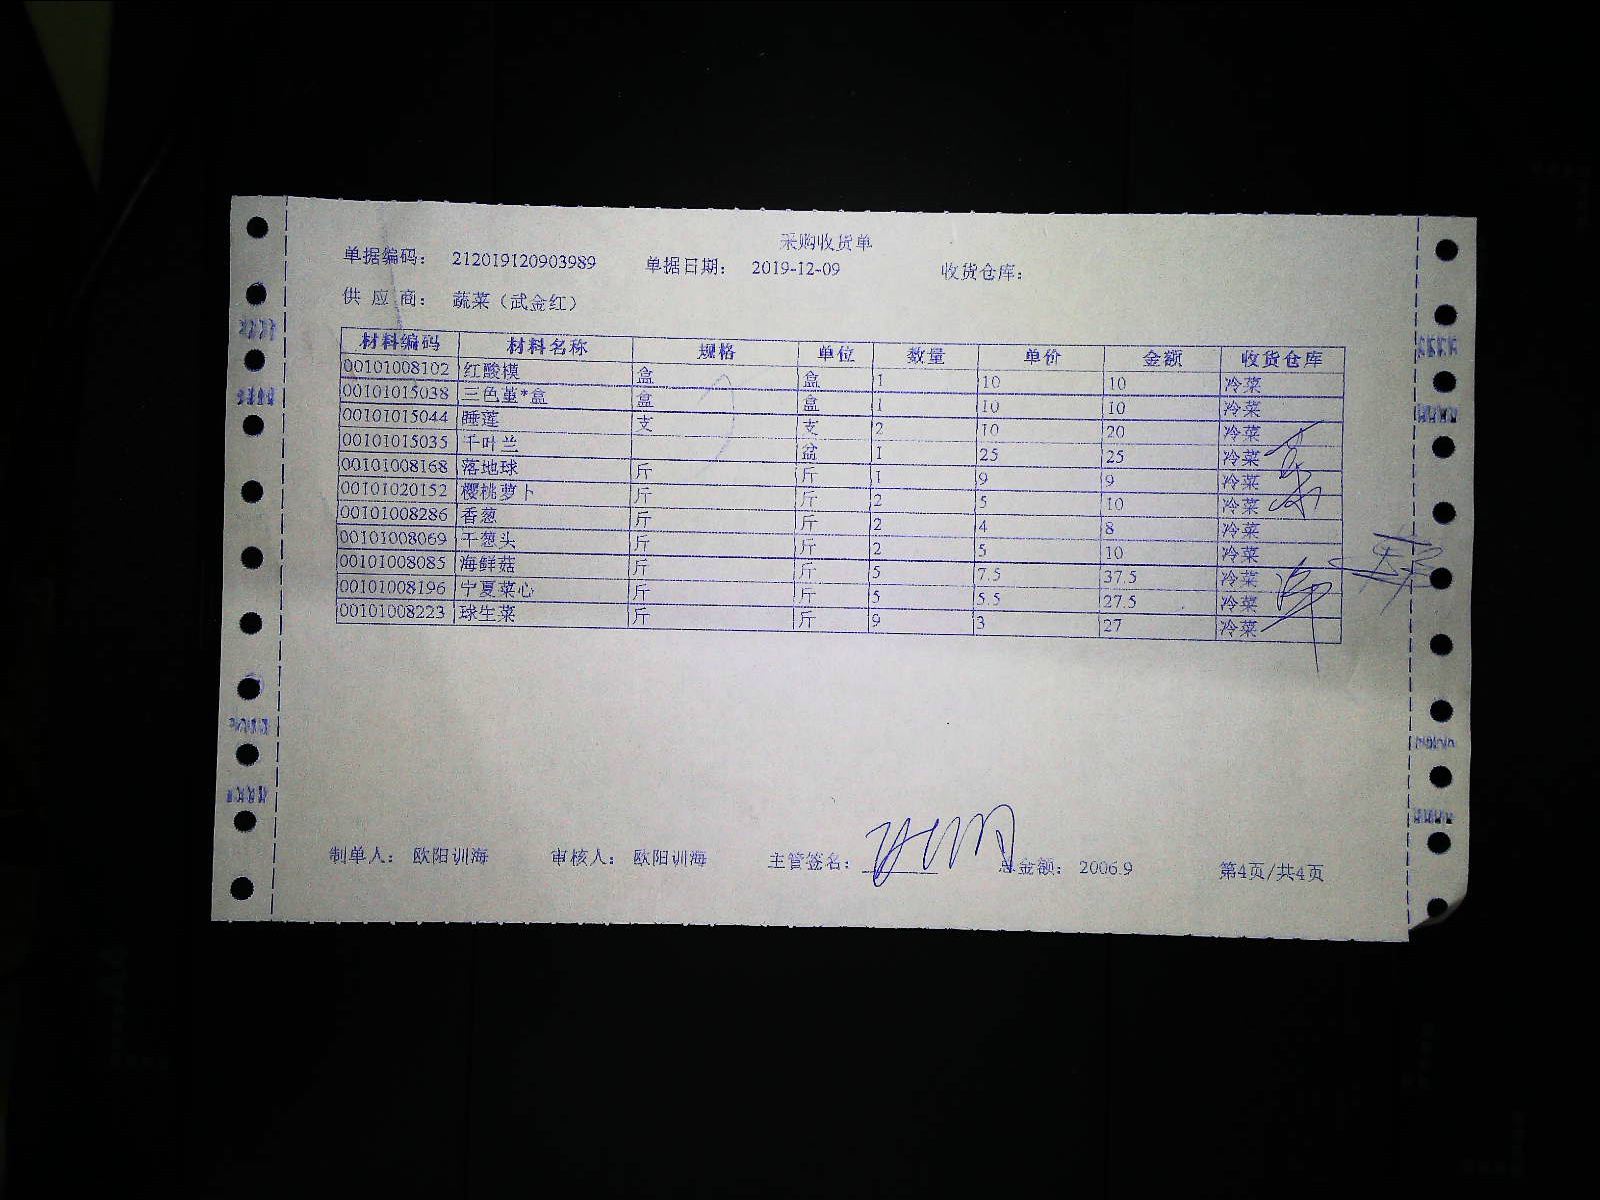 采购收货单
单据编码： 212019120903989 单据日期： 2019-12-09 收货仓库：
供 应 商： 蔬菜（武金红）
材料编码 材料名称 规格 单位 数量 单价 金额 收货仓库
00101008102 红酸模 盒 盒 1 10 10 冷菜
00101015038 三色堇*盒 盒 盒 1 10 10 冷菜
00101015044 睡莲 支 支 2 10 20 冷菜
00101015035 千叶兰 盆 1 25 25 冷菜
00101008168 落地球 斤 斤 1 9 9 冷菜
00101020152 樱桃萝卜 斤 斤 2 5 10 冷菜
00101008286 香葱 斤 斤 2 4 8 冷菜
00101008069 干葱头 斤 斤 2 5 10 冷菜
00101008085 海鲜菇 斤 斤 5 7.5 37.5 冷菜
00101008196 宁夏菜心 斤 斤 5 5.5 27.5 冷菜
00101008223 球生菜 斤 斤 9 3 27 冷菜
制单人： 欧阳训海 审核人： 欧阳训海 主管签名： 总金额： 2006.9 第4页/共4页